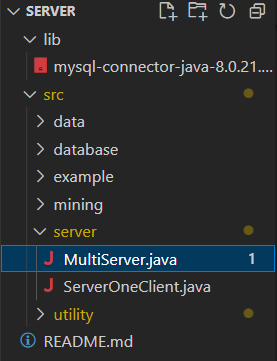 SERVER
lib
mysql-connector-java-8.0.21....
src
data
database
example
mining
server
J MultiServer.java 1
J ServerOneClient.java
utility
README.md